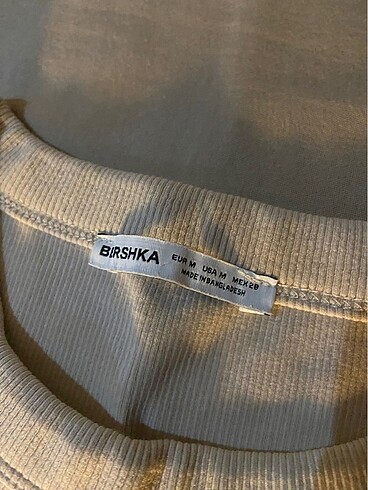 BIRSHKA
EUR M USA M MEX 28
MADE IN BANGLADESH